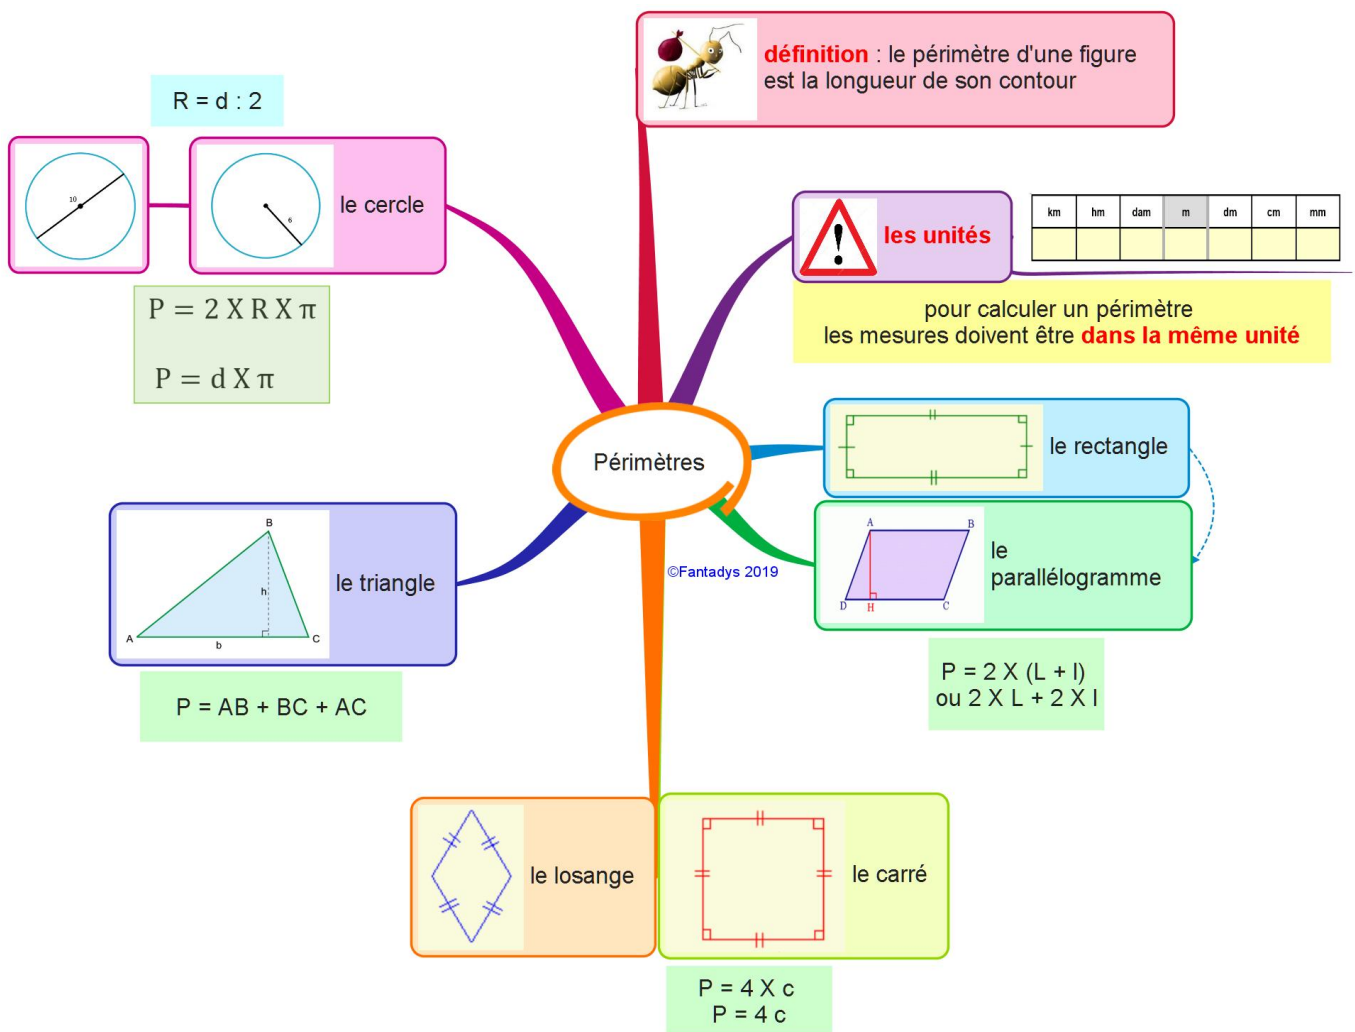 définition : le périmètre d'une figure
est la longueur de son contour
R = d : 2
10
6
le cercle
P = 2 X R X π
P = d X π
les unités
km hm dam m dm cm mm
pour calculer un périmètre
les mesures doivent être dans la même unité
Périmètres
le rectangle
A B
D H C
le
parallélogramme
P = 2 X (L + l)
ou 2 X L + 2 X l
©Fantadys 2019
B
h
A b C
le triangle
P = AB + BC + AC
le losange
le carré
P = 4 X c
P = 4 c